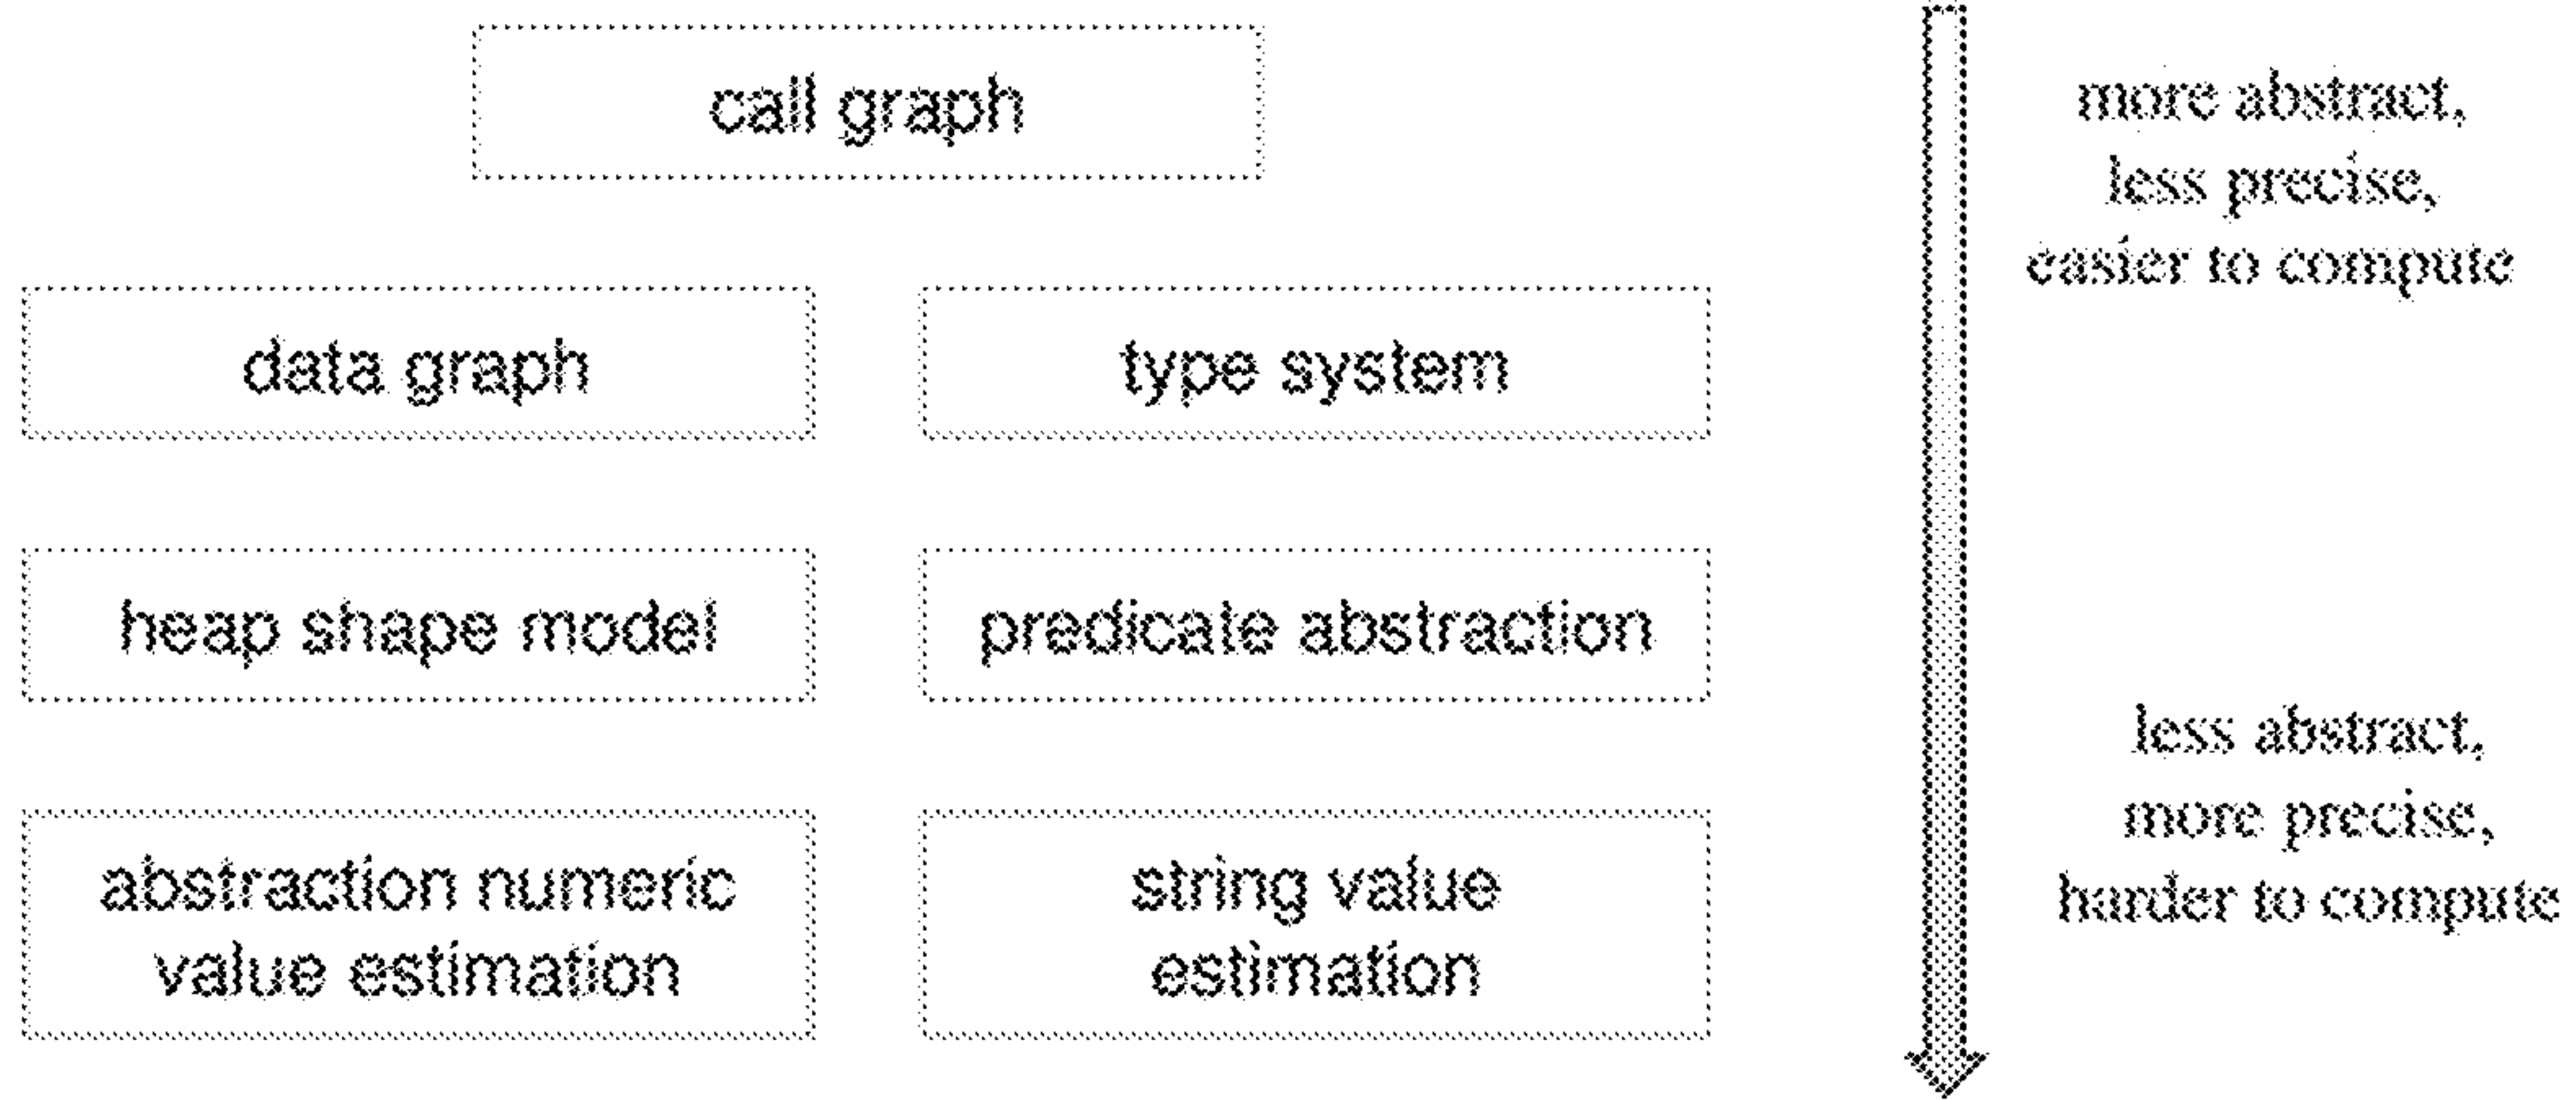 call graph
more abstract,
less precise,
easier to compute
data graph
type system
heap shape model
predicate abstraction
less abstract,
more precise,
harder to compute
abstraction numeric
value estimation
string value
estimation